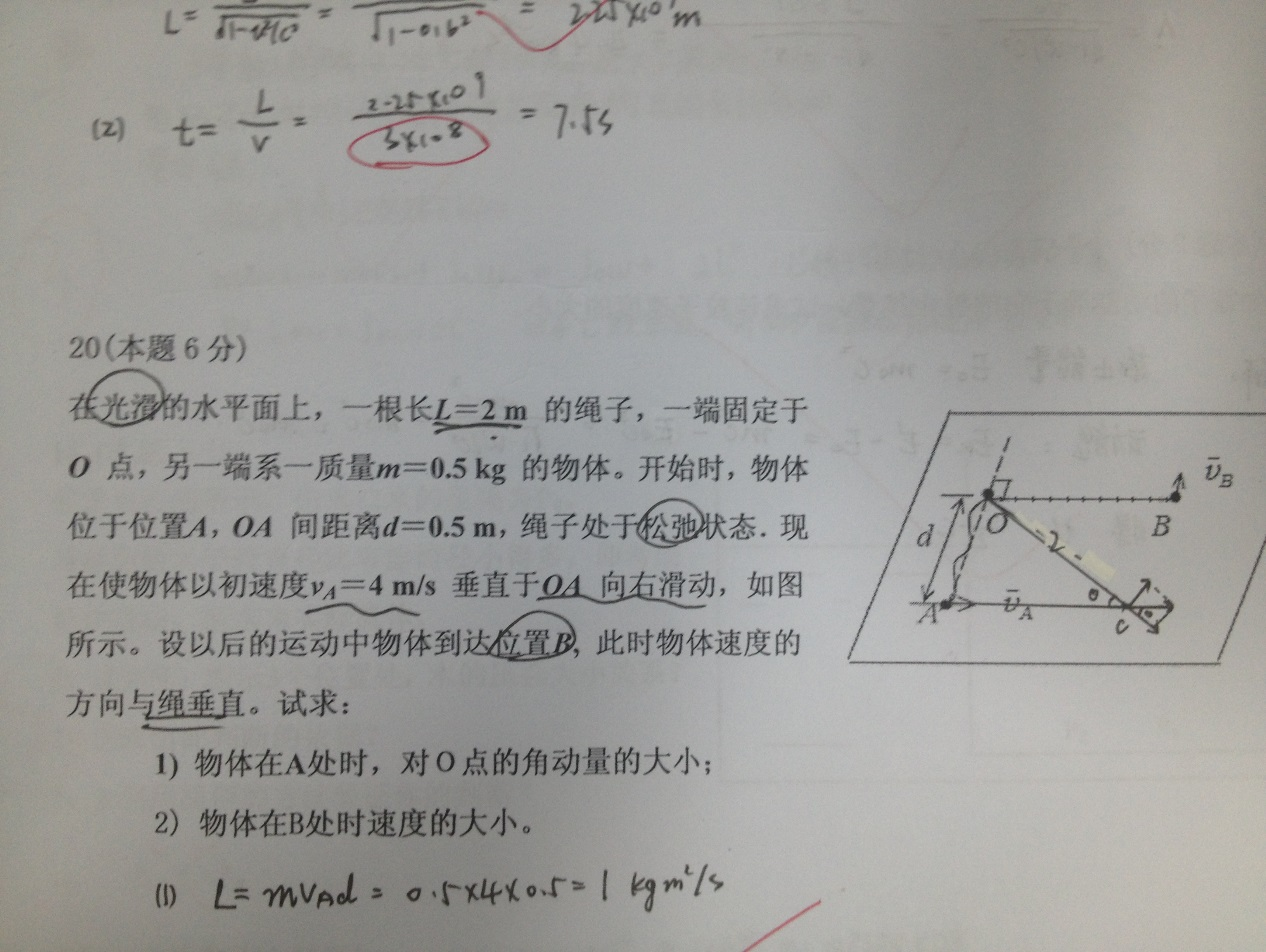 (2) t = L/v = 2.25×10⁹/3×10⁸ = 7.5s
20(本题6分)
在光滑的水平面上，一根长L=2 m 的绳子，一端固定于
O 点，另一端系一质量m=0.5 kg 的物体。开始时，物体
位于位置A，OA 间距离d=0.5 m，绳子处于松弛状态．现
在使物体以初速度vA=4 m/s 垂直于OA 向右滑动，如图
所示。设以后的运动中物体到达位置B，此时物体速度的
方向与绳垂直。试求：
1) 物体在A处时，对O点的角动量的大小；
2) 物体在B处时速度的大小。
(1) L= mvAd = 0.5×4×0.5= 1 kgm²/s
v̄B
O
B
d
2
A
v̄A
θ
C